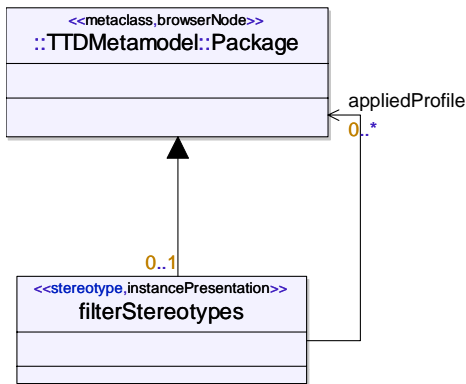 <<metaclass,browserNode>>
::TTDMetamodel::Package
appliedProfile
0..*
0..1
<<stereotype,instancePresentation>>
filterStereotypes